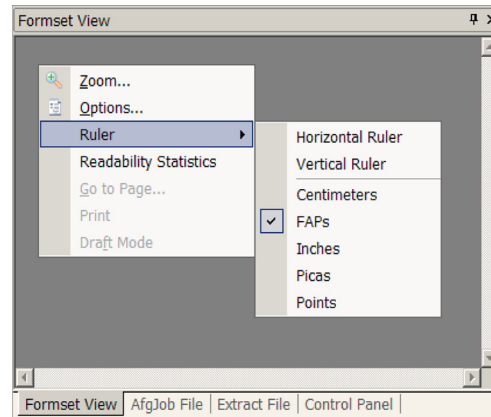 Formset View
Zoom...
Options...
Ruler
Readability Statistics
Go to Page...
Print
Draft Mode
Horizontal Ruler
Vertical Ruler
Centimeters
FAPs
Inches
Picas
Points
Formset View AfgJob File Extract File Control Panel